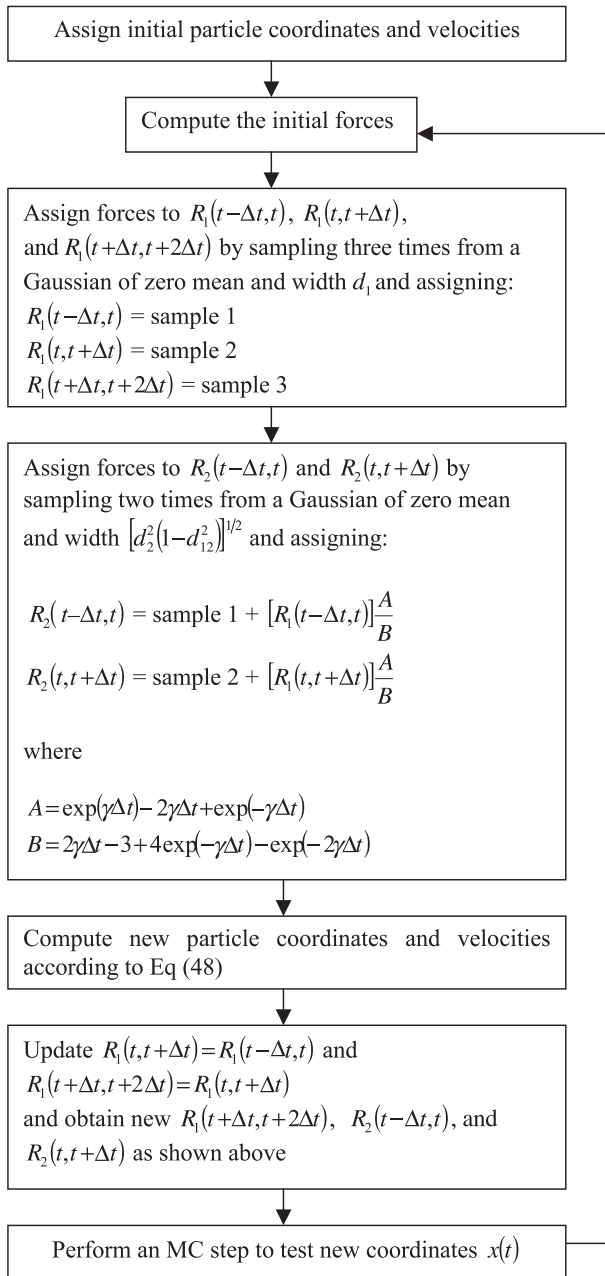 Assign initial particle coordinates and velocities
Compute the initial forces
Assign forces to R₁(t−Δt,t), R₁(t,t+Δt),
and R₁(t+Δt,t+2Δt) by sampling three times from a
Gaussian of zero mean and width d₁ and assigning:
R₁(t−Δt,t) = sample 1
R₁(t,t+Δt) = sample 2
R₁(t+Δt,t+2Δt) = sample 3
Assign forces to R₂(t−Δt,t) and R₂(t,t+Δt) by
sampling two times from a Gaussian of zero mean
and width [d₂²(1−d₁₂²)]^{1/2} and assigning:
R₂(t−Δt,t) = sample 1 + [R₁(t−Δt,t)] A/B
R₂(t,t+Δt) = sample 2 + [R₁(t,t+Δt)] A/B
where
A=exp(γΔt)−2γΔt+exp(−γΔt)
B=2γΔt−3+4exp(−γΔt)−exp(−2γΔt)
Compute new particle coordinates and velocities
according to Eq (48)
Update R₁(t,t+Δt)=R₁(t−Δt,t) and
R₁(t+Δt,t+2Δt)=R₁(t,t+Δt)
and obtain new R₁(t+Δt,t+2Δt), R₂(t−Δt,t), and
R₂(t,t+Δt) as shown above
Perform an MC step to test new coordinates x(t)